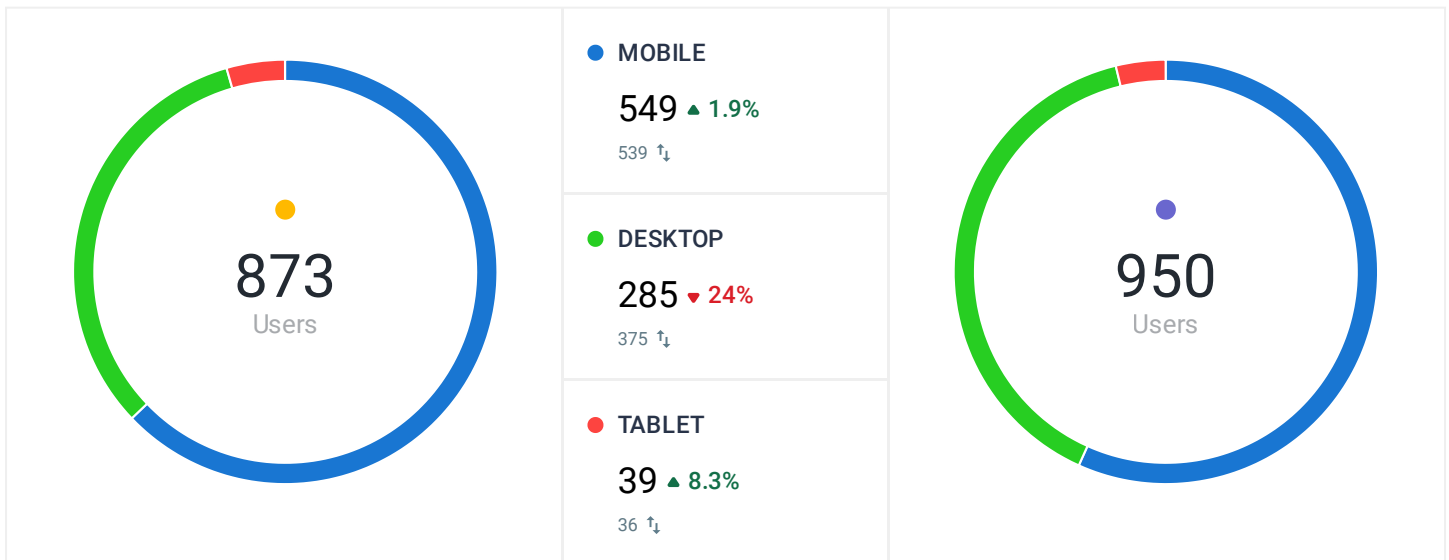 873
Users
MOBILE
549 1.9%
539
DESKTOP
285 24%
375
TABLET
39 8.3%
36
950
Users